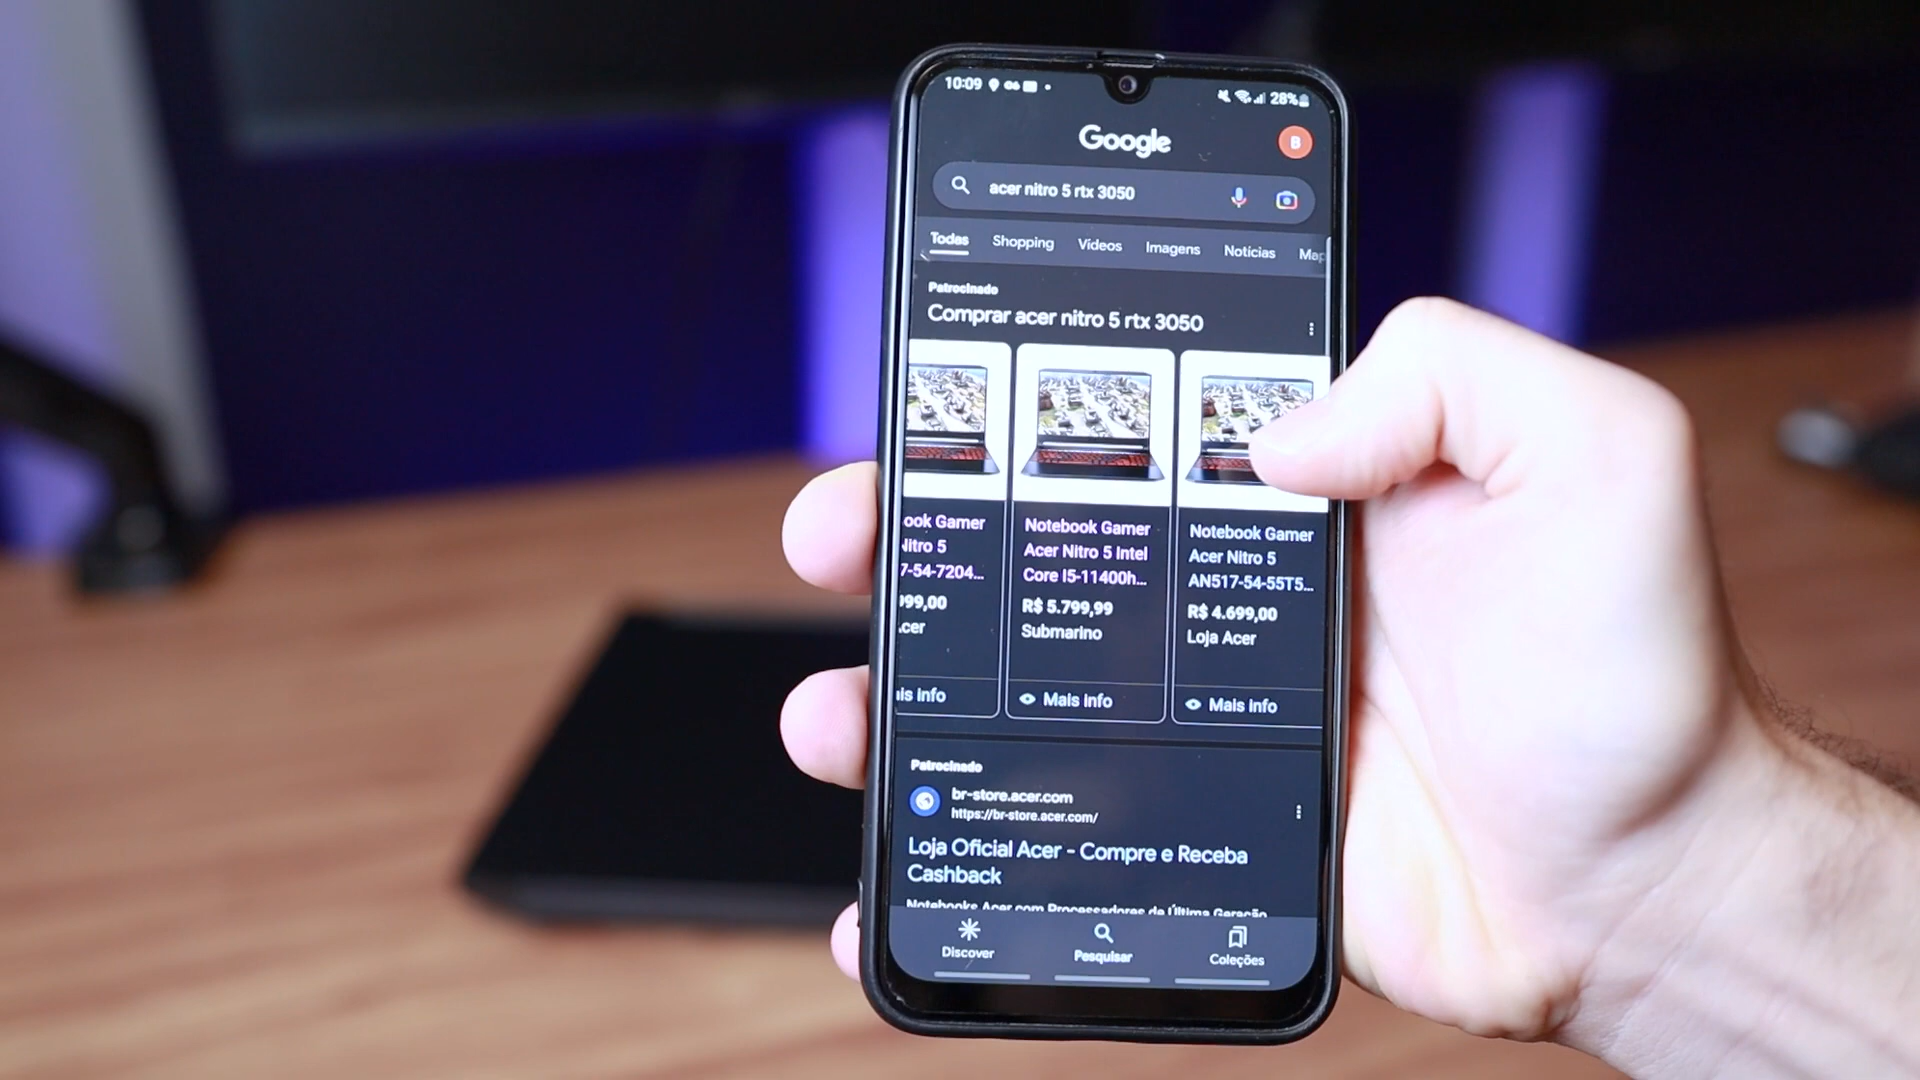 10:09
28%
Google
B
acer nitro 5 rtx 3050
Todas Shopping Vídeos Imagens Notícias Map
Patrocinado
Comprar acer nitro 5 rtx 3050
ook Gamer
Nitro 5
7-54-7204...
999,00
.cer
is info
Notebook Gamer
Acer Nitro 5 Intel
Core I5-11400h...
R$ 5.799,99
Submarino
Mais info
Notebook Gamer
Acer Nitro 5
AN517-54-55T5...
R$ 4.699,00
Loja Acer
Mais info
Patrocinado
br-store.acer.com
https://br-store.acer.com/
Loja Oficial Acer - Compre e Receba
Cashback
Notebooks Acer com Processadores de Última Geração
Discover Pesquisar Coleções